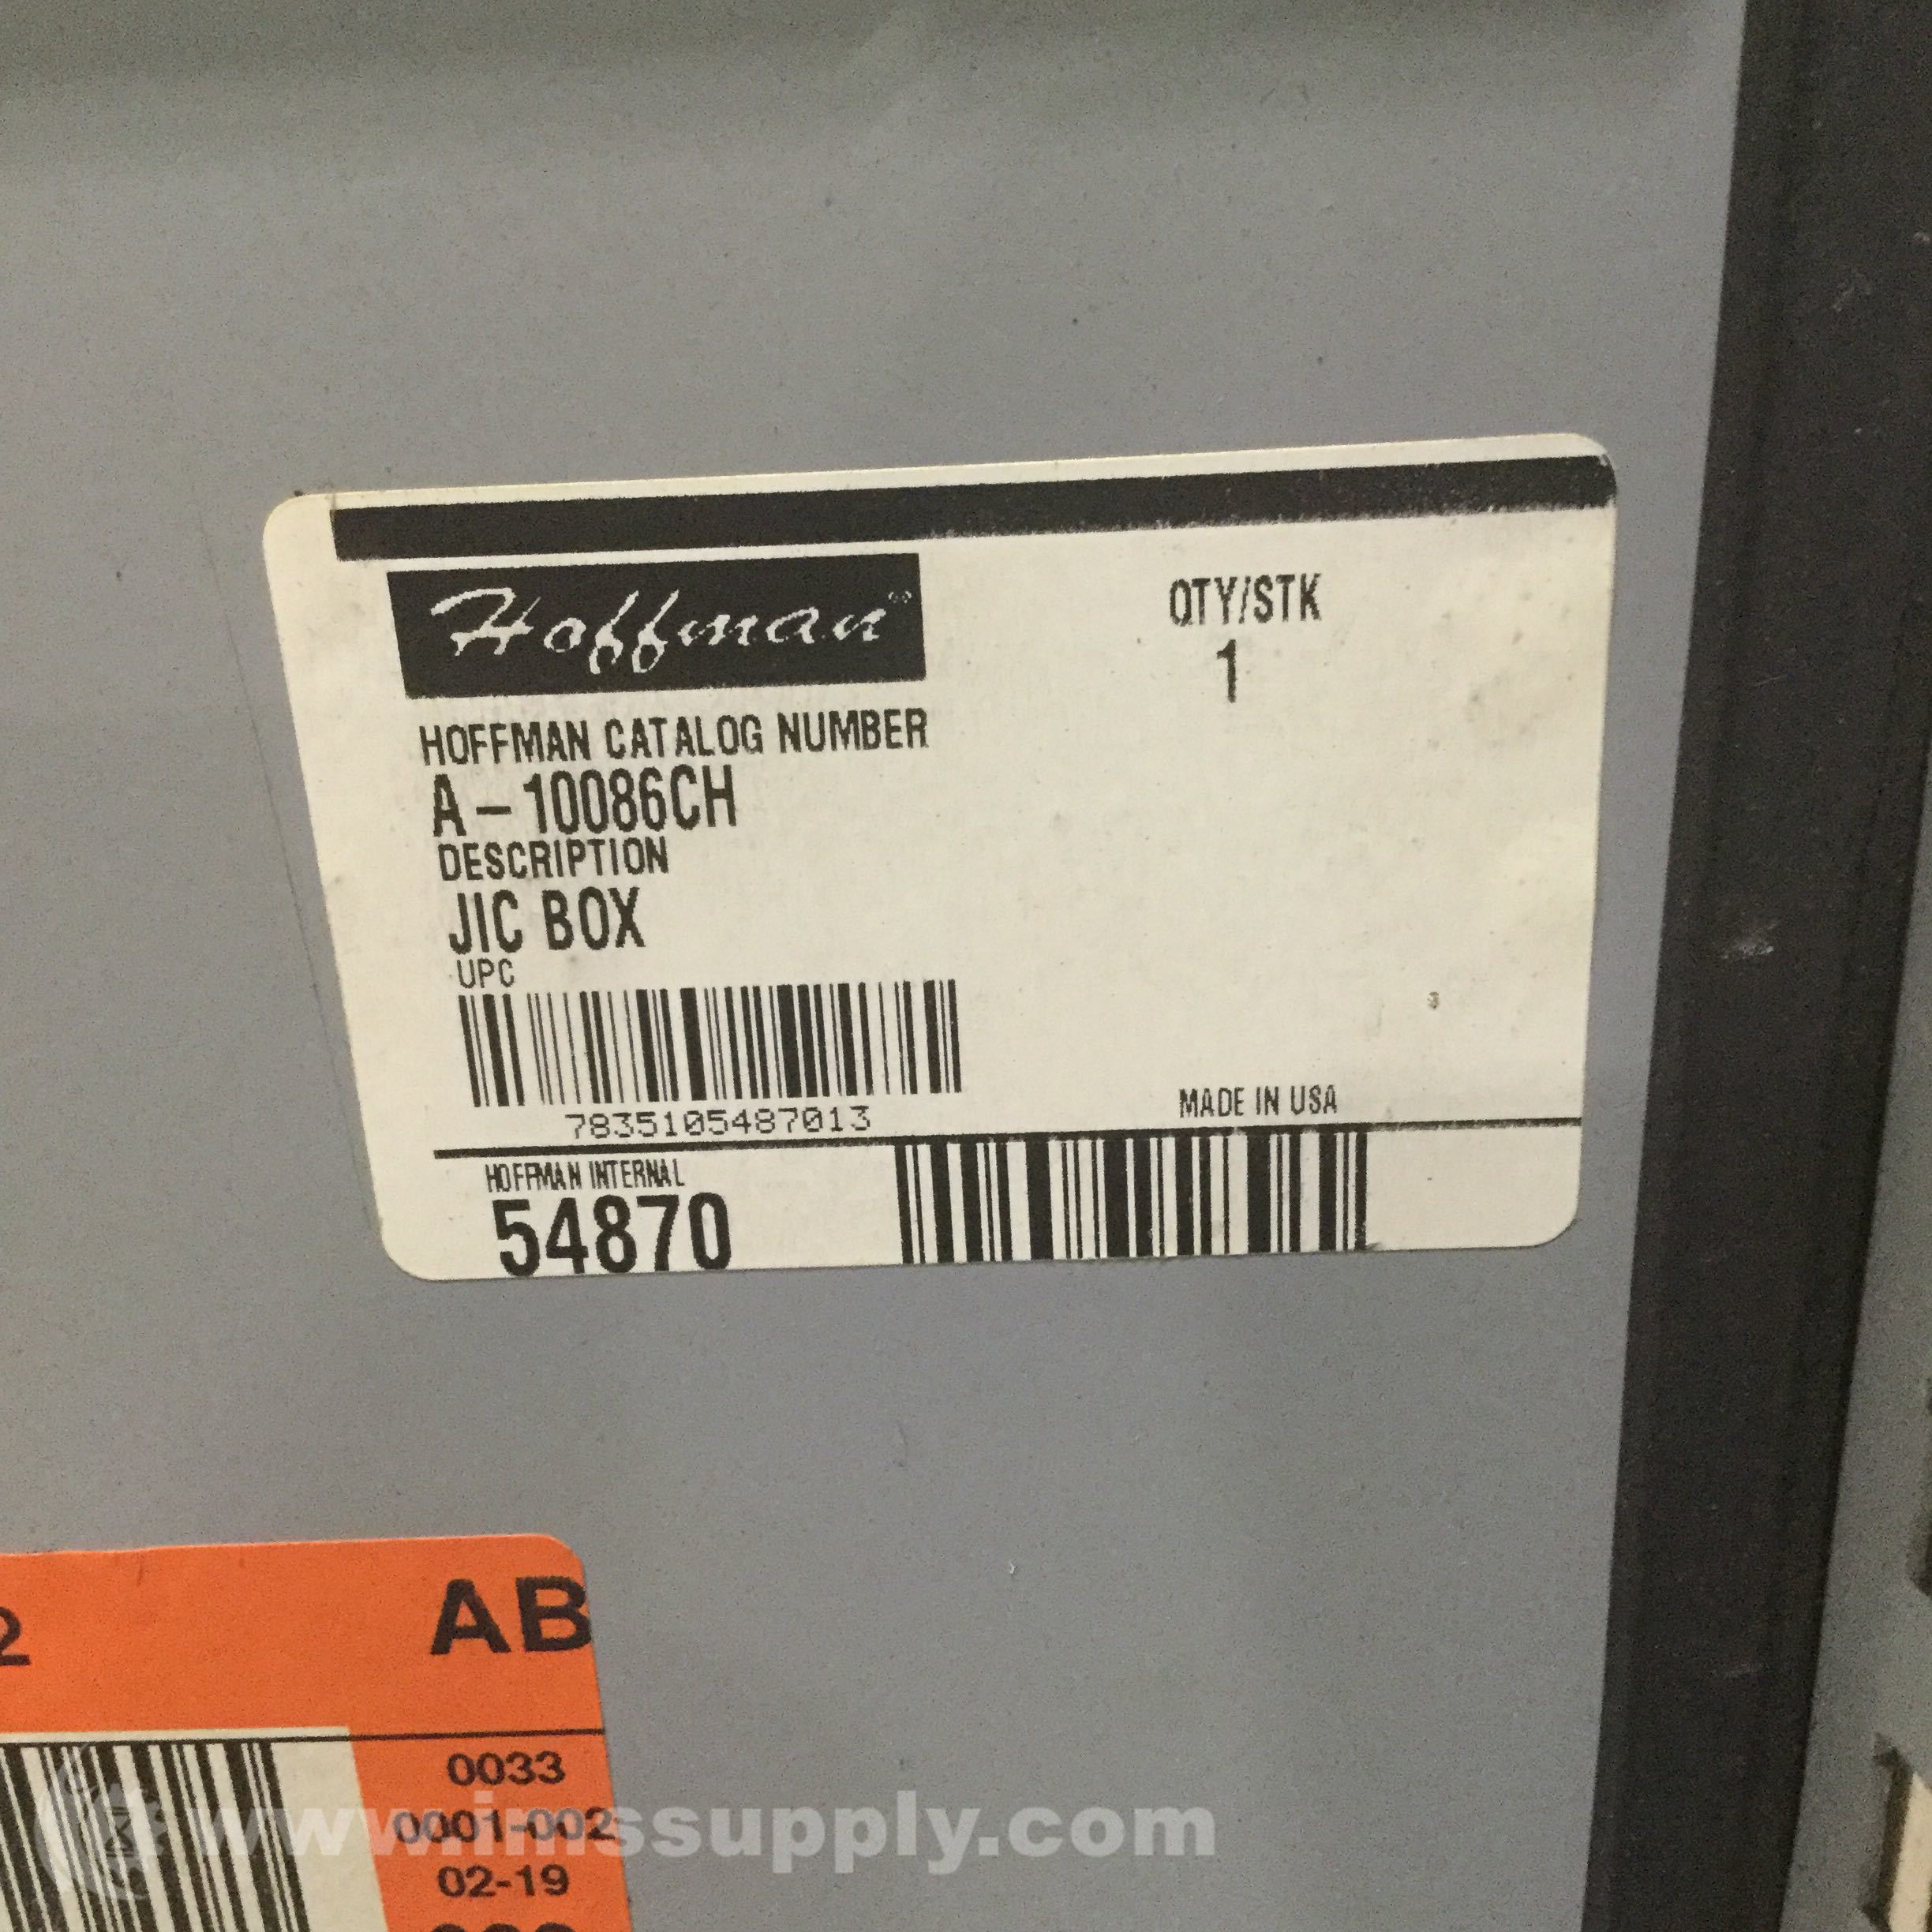 Hoffman
QTY/STK
1
HOFFMAN CATALOG NUMBER
A-10086CH
DESCRIPTION
JIC BOX
UPC
7835105487013
MADE IN USA
HOFFMAN INTERNAL
54870
2
AB
0033
0001-002
02-19
www.imssupply.com